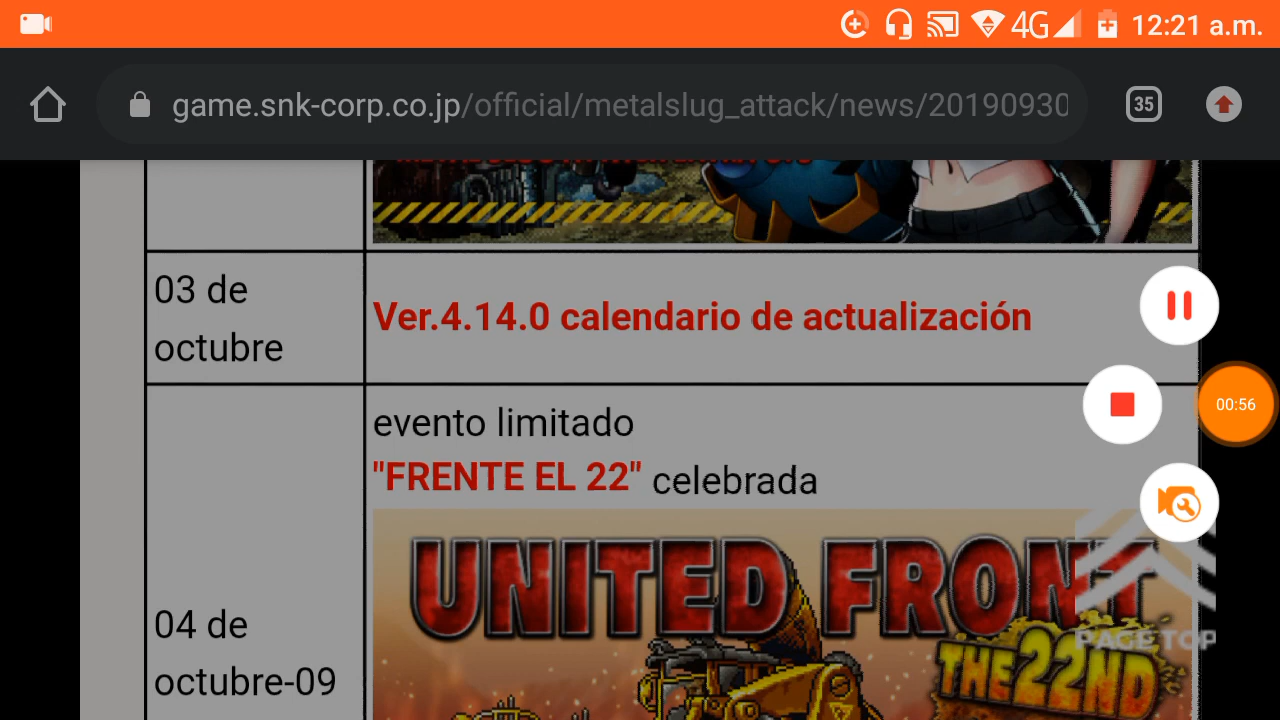 12:21 a.m.
4G
game.snk-corp.co.jp/official/metalslug_attack/news/20190930
35
03 de
octubre
Ver.4.14.0 calendario de actualización
00:56
evento limitado
"FRENTE EL 22" celebrada
UNITED FRONT
THE 22ND
PAGE TOP
04 de
octubre-09